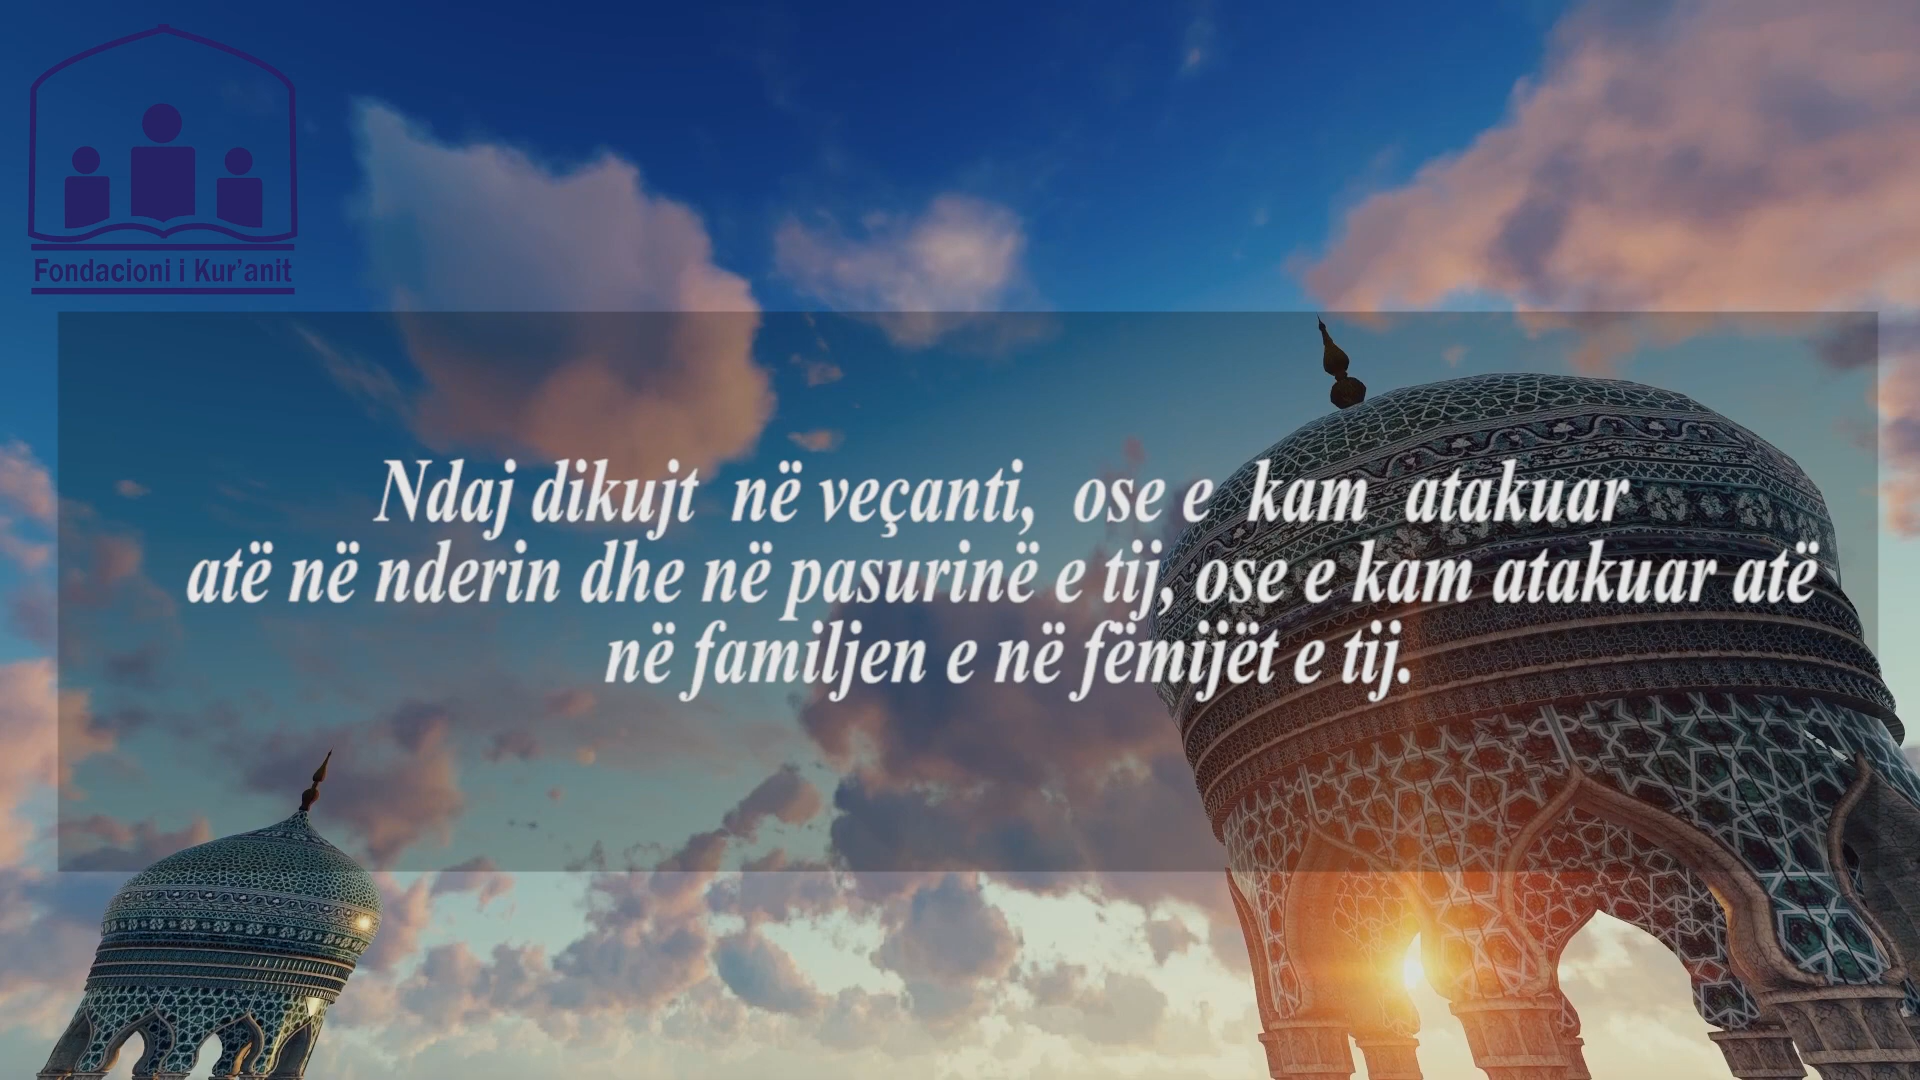 Fondacioni i Kur'anit
Ndaj dikujt në veçanti, ose e kam atakuar
atë në nderin dhe në pasurinë e tij, ose e kam atakuar atë
në familjen e në fëmijët e tij.